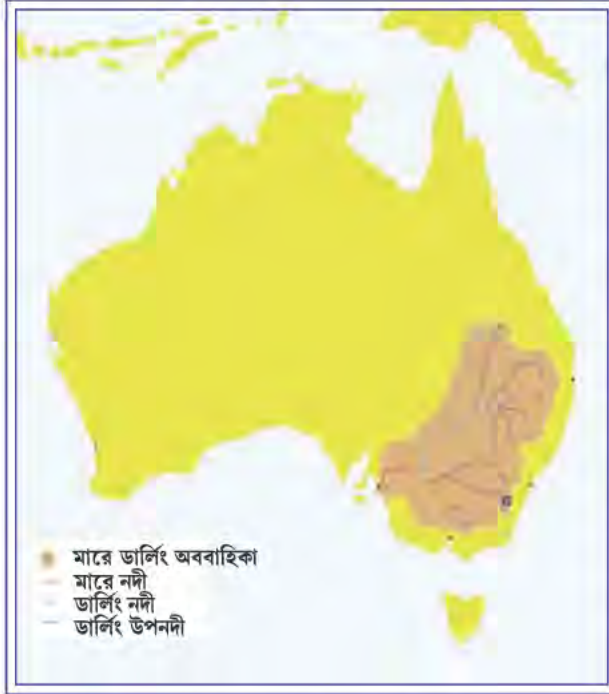 মারে ডার্লিং অববাহিকা
মারে নদী
ডার্লিং নদী
ডার্লিং উপনদী